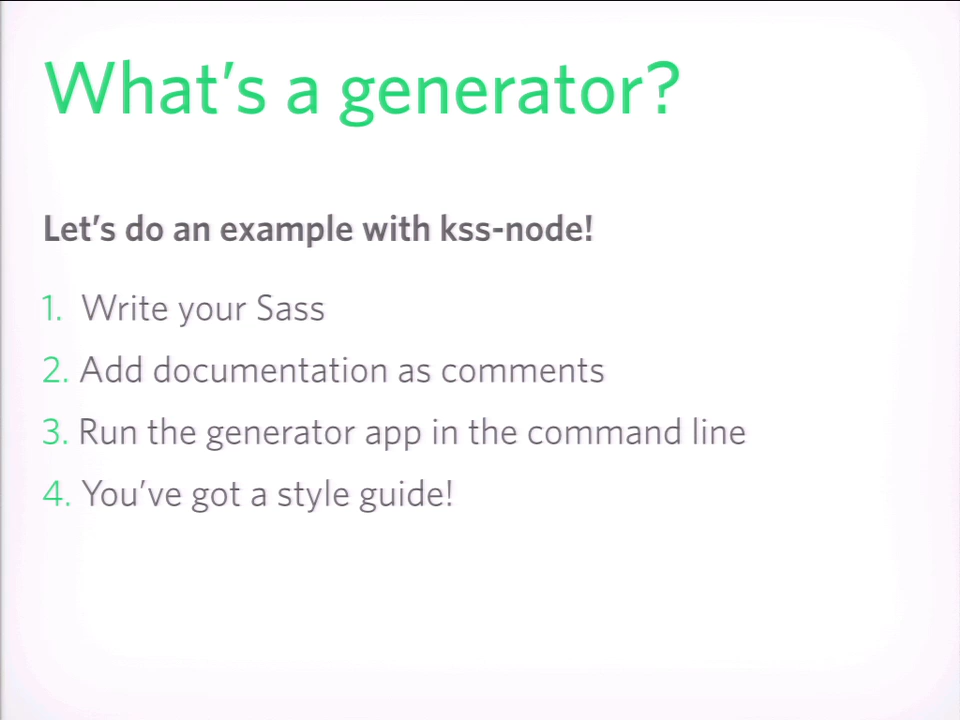 What’s a generator?
Let’s do an example with kss-node!
1. Write your Sass
2. Add documentation as comments
3. Run the generator app in the command line
4. You’ve got a style guide!